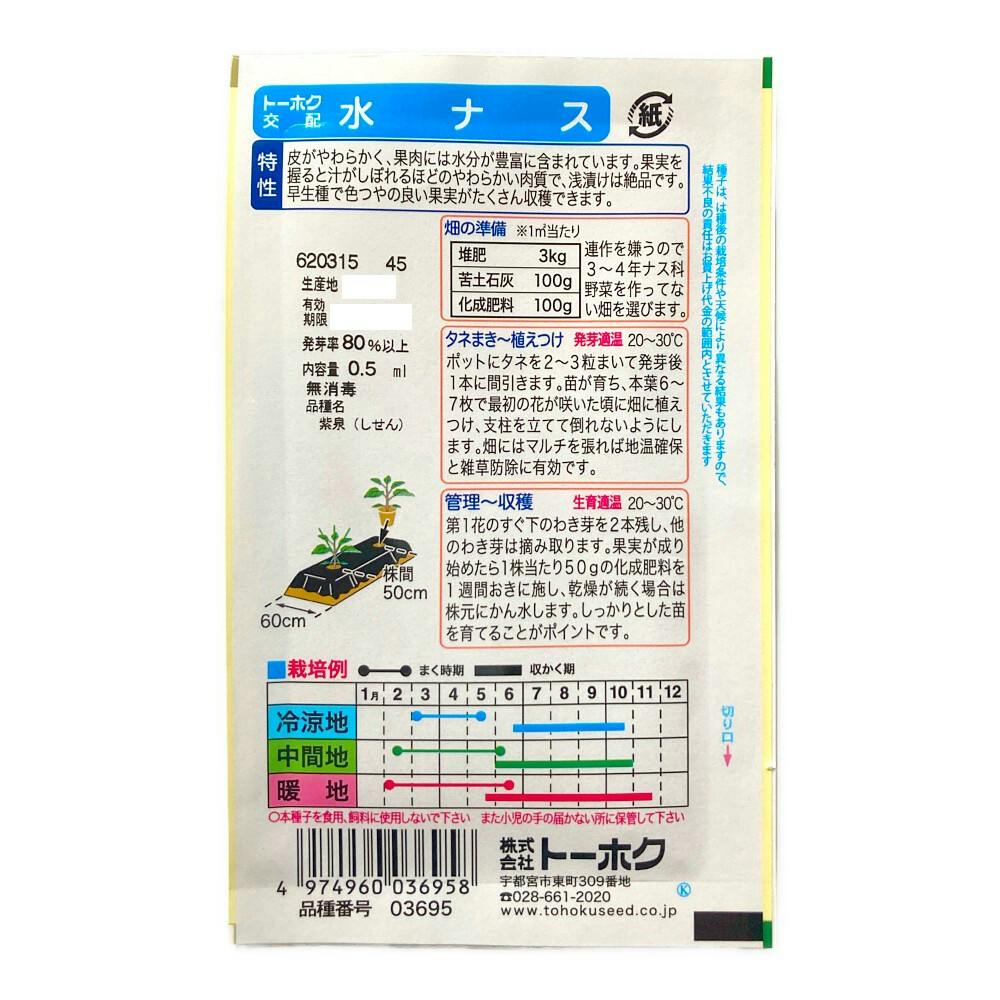 トーホク
交配
水ナス
紙
特性
皮がやわらかく、果肉には水分が豊富に含まれています。果実を
握ると汁がしぼれるほどのやわらかい肉質で、浅漬けは絶品です。
早生種で色つやの良い果実がたくさん収穫できます。
620315 45
生産地
有効
期限
発芽率80%以上
内容量 0.5 ml
無消毒
品種名
紫泉（しせん）
畑の準備 ※1㎡当たり
堆肥 3kg
苦土石灰 100g
化成肥料 100g
連作を嫌うので
3～4年ナス科
野菜を作ってな
い畑を選びます。
タネまき～植えつけ 発芽適温 20～30℃
ポットにタネを2～3粒まいて発芽後
1本に間引きます。苗が育ち、本葉6～
7枚で最初の花が咲いた頃に畑に植え
つけ、支柱を立てて倒れないようにし
ます。畑にはマルチを張れば地温確保
と雑草防除に有効です。
管理～収穫 生育適温 20～30℃
第1花のすぐ下のわき芽を2本残し、他
のわき芽は摘み取ります。果実が成り
始めたら1株当たり50gの化成肥料を
1週間おきに施し、乾燥が続く場合は
株元にかん水します。しっかりとした苗
を育てることがポイントです。
株間
50cm
60cm
種子は、は種後の栽培条件や天候により異なる結果もありますので、
結果不良の責任はお買上げ代金の範囲内とさせていただきます
切り口
栽培例 まく時期 収かく期
1月 2 3 4 5 6 7 8 9 10 11 12
冷涼地
中間地
暖地
○本種子を食用、飼料に使用しないで下さい また小児の手の届かない所に保管して下さい
4 974960 036958
品種番号 03695
株式
会社
トーホク
宇都宮市東町309番地
☎028-661-2020
www.tohokuseed.co.jp
Ⓚ